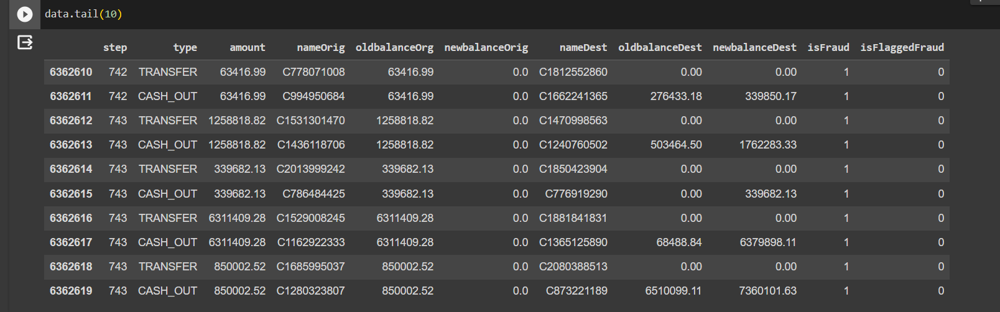 data.tail(10)
step type amount nameOrig oldbalanceOrg newbalanceOrig nameDest oldbalanceDest newbalanceDest isFraud isFlaggedFraud
6362610 742 TRANSFER 63416.99 C778071008 63416.99 0.0 C1812552860 0.00 0.00 1 0
6362611 742 CASH_OUT 63416.99 C994950684 63416.99 0.0 C1662241365 276433.18 339850.17 1 0
6362612 743 TRANSFER 1258818.82 C1531301470 1258818.82 0.0 C1470998563 0.00 0.00 1 0
6362613 743 CASH_OUT 1258818.82 C1436118706 1258818.82 0.0 C1240760502 503464.50 1762283.33 1 0
6362614 743 TRANSFER 339682.13 C2013999242 339682.13 0.0 C1850423904 0.00 0.00 1 0
6362615 743 CASH_OUT 339682.13 C786484425 339682.13 0.0 C776919290 0.00 339682.13 1 0
6362616 743 TRANSFER 6311409.28 C1529008245 6311409.28 0.0 C1881841831 0.00 0.00 1 0
6362617 743 CASH_OUT 6311409.28 C1162922333 6311409.28 0.0 C1365125890 68488.84 6379898.11 1 0
6362618 743 TRANSFER 850002.52 C1685995037 850002.52 0.0 C2080388513 0.00 0.00 1 0
6362619 743 CASH_OUT 850002.52 C1280323807 850002.52 0.0 C873221189 6510099.11 7360101.63 1 0